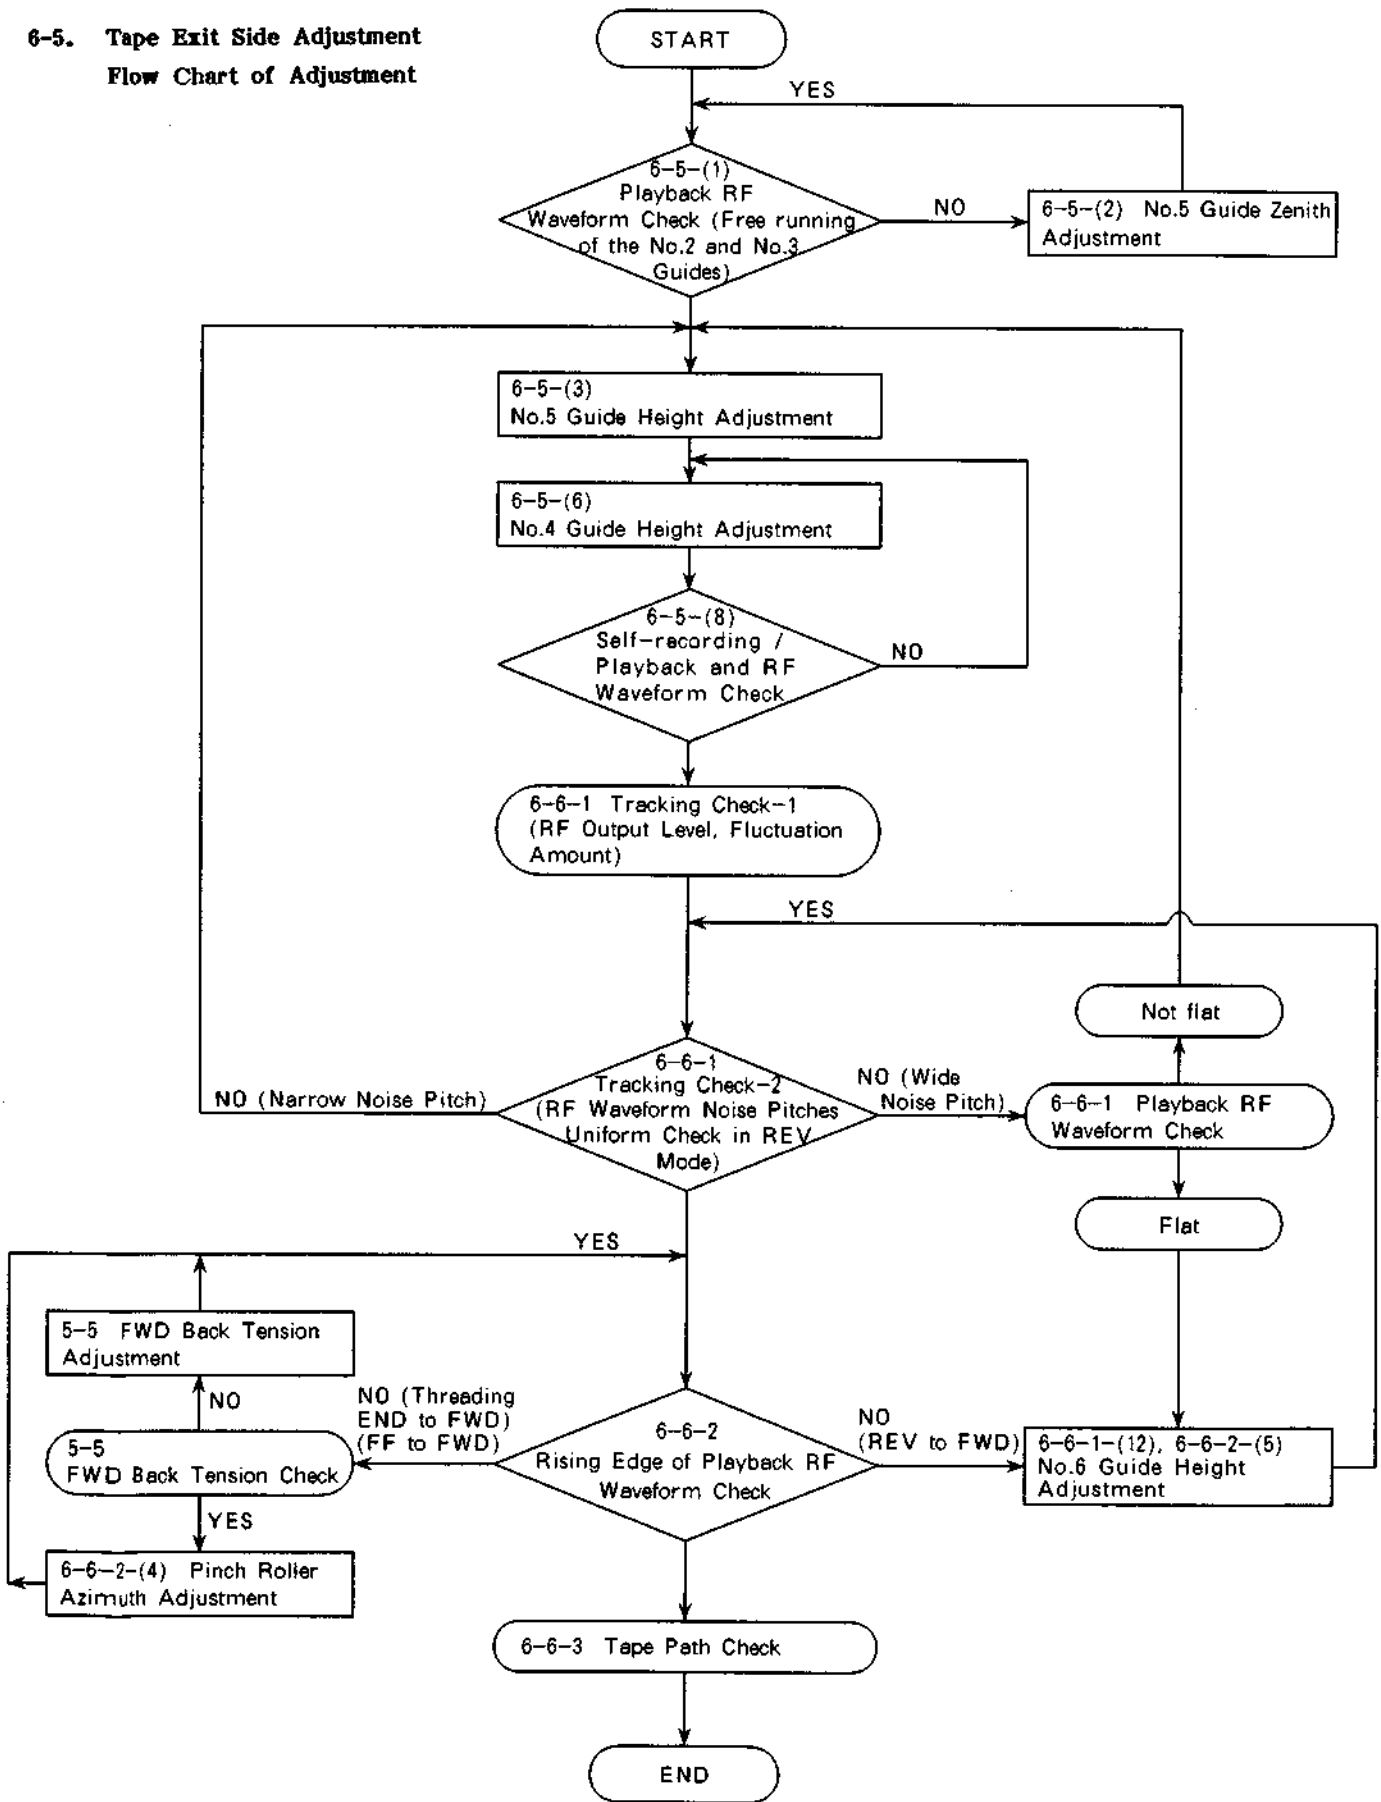 6-5. Tape Exit Side Adjustment
Flow Chart of Adjustment
START
YES
6-5-(1)
Playback RF
Waveform Check (Free running
of the No.2 and No.3
Guides)
NO
6-5-(2) No.5 Guide Zenith
Adjustment
6-5-(3)
No.5 Guide Height Adjustment
6-5-(6)
No.4 Guide Height Adjustment
6-5-(8)
Self-recording /
Playback and RF
Waveform Check
NO
6-6-1 Tracking Check-1
(RF Output Level, Fluctuation
Amount)
YES
Not flat
6-6-1
Tracking Check-2
(RF Waveform Noise Pitches
Uniform Check in REV
Mode)
NO (Narrow Noise Pitch)
NO (Wide
Noise Pitch)
6-6-1 Playback RF
Waveform Check
Flat
YES
5-5 FWD Back Tension
Adjustment
NO
5-5
FWD Back Tension Check
YES
6-6-2-(4) Pinch Roller
Azimuth Adjustment
NO (Threading
END to FWD)
(FF to FWD)
6-6-2
Rising Edge of Playback RF
Waveform Check
NO
(REV to FWD)
6-6-1-(12), 6-6-2-(5)
No.6 Guide Height
Adjustment
6-6-3 Tape Path Check
END